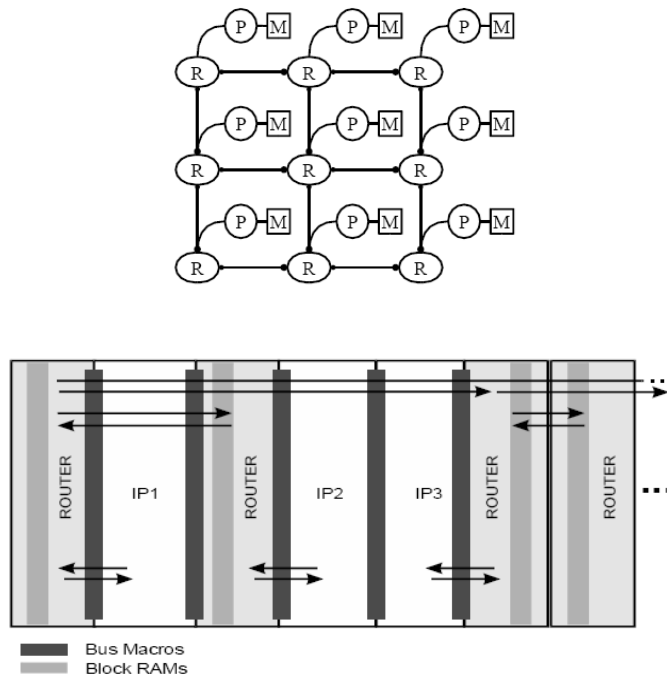 P M P M P M
R R R
P M P M P M
R R R
P M P M P M
R R R
ROUTER IP1 ROUTER IP2 IP3 ROUTER ROUTER
Bus Macros
Block RAMs